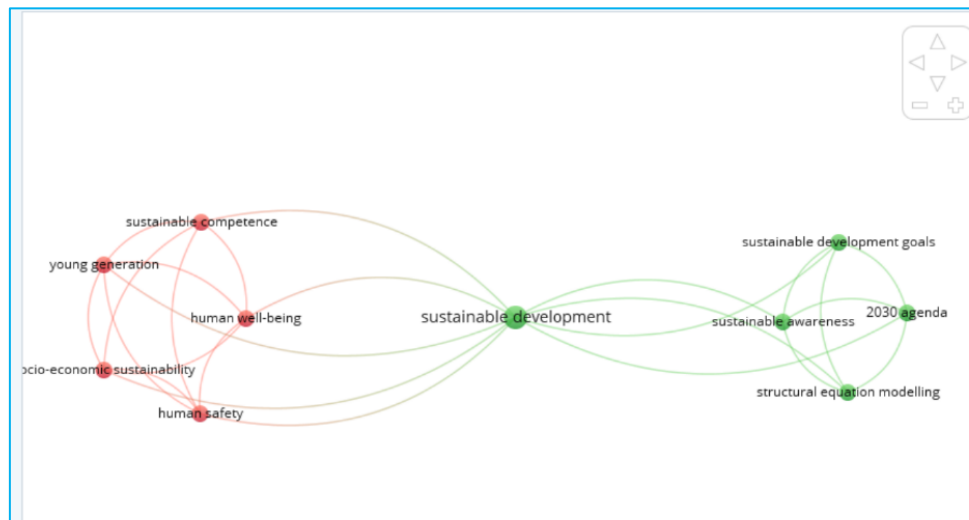 sustainable competence
sustainable development goals
young generation
2030 agenda
human well-being
sustainable development
sustainable awareness
ocio-economic sustainability
structural equation modelling
human safety